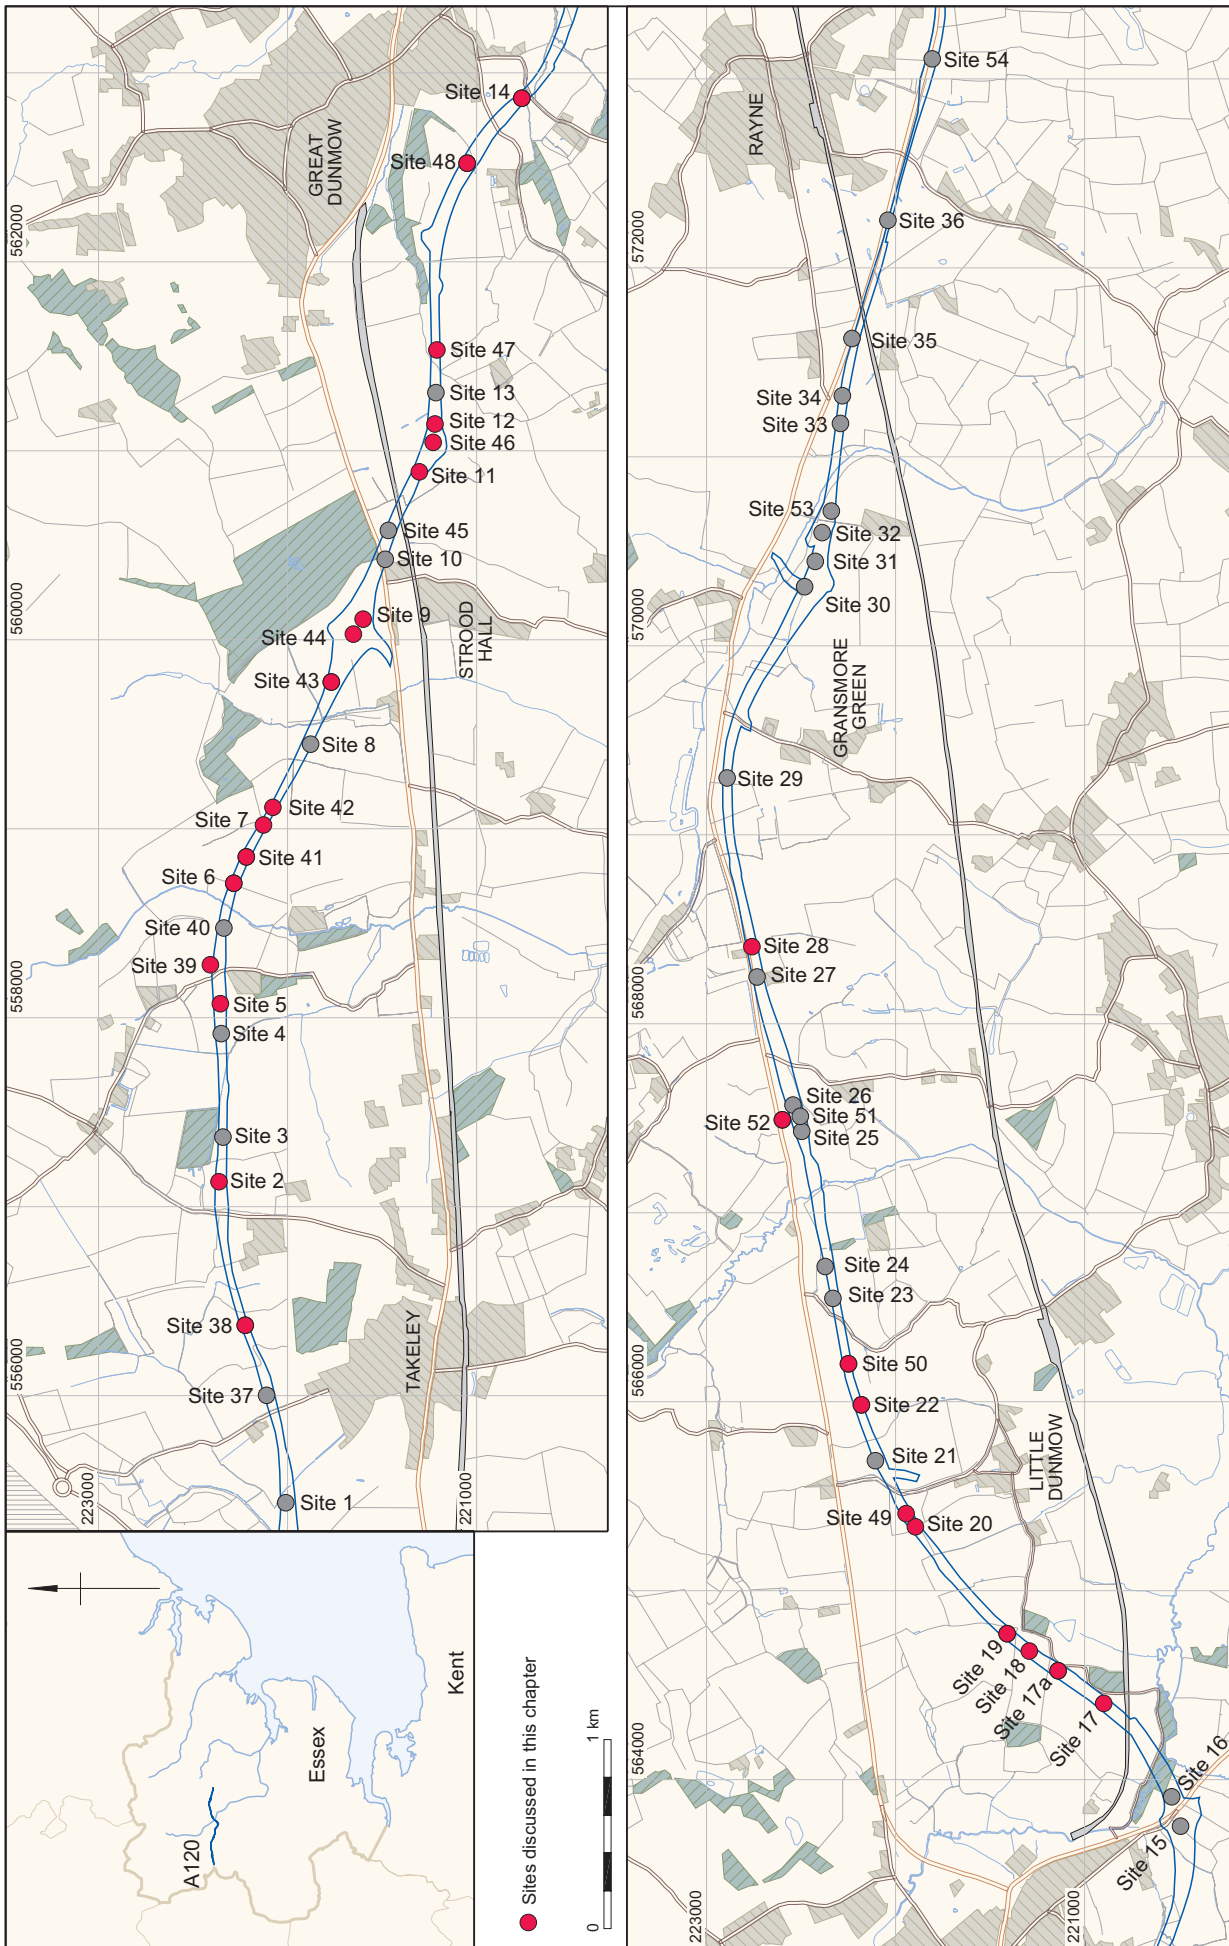 Site 14
GREAT
DUNMOW
Site 48
562000
Site 47
Site 13
Site 12
Site 46
Site 11
Site 45
Site 10
560000
Site 9
Site 44
STROOD
HALL
Site 43
Site 8
Site 42
Site 7
Site 41
Site 6
Site 40
Site 39
558000
Site 5
Site 4
Site 3
Site 2
Site 38
TAKELEY
556000
Site 37
223000
221000
Site 1
A120
Essex
Kent
Sites discussed in this chapter
0
1 km
Site 54
RAYNE
572000
Site 36
Site 35
Site 34
Site 33
Site 53
Site 32
Site 31
Site 30
570000
GRANSMORE
GREEN
Site 29
Site 28
Site 27
568000
Site 26
Site 51
Site 52
Site 25
Site 24
Site 23
566000
Site 50
Site 22
Site 21
LITTLE
DUNMOW
Site 49
Site 20
Site 19
Site 18
Site 17a
Site 17
564000
Site 16
Site 15
223000
221000